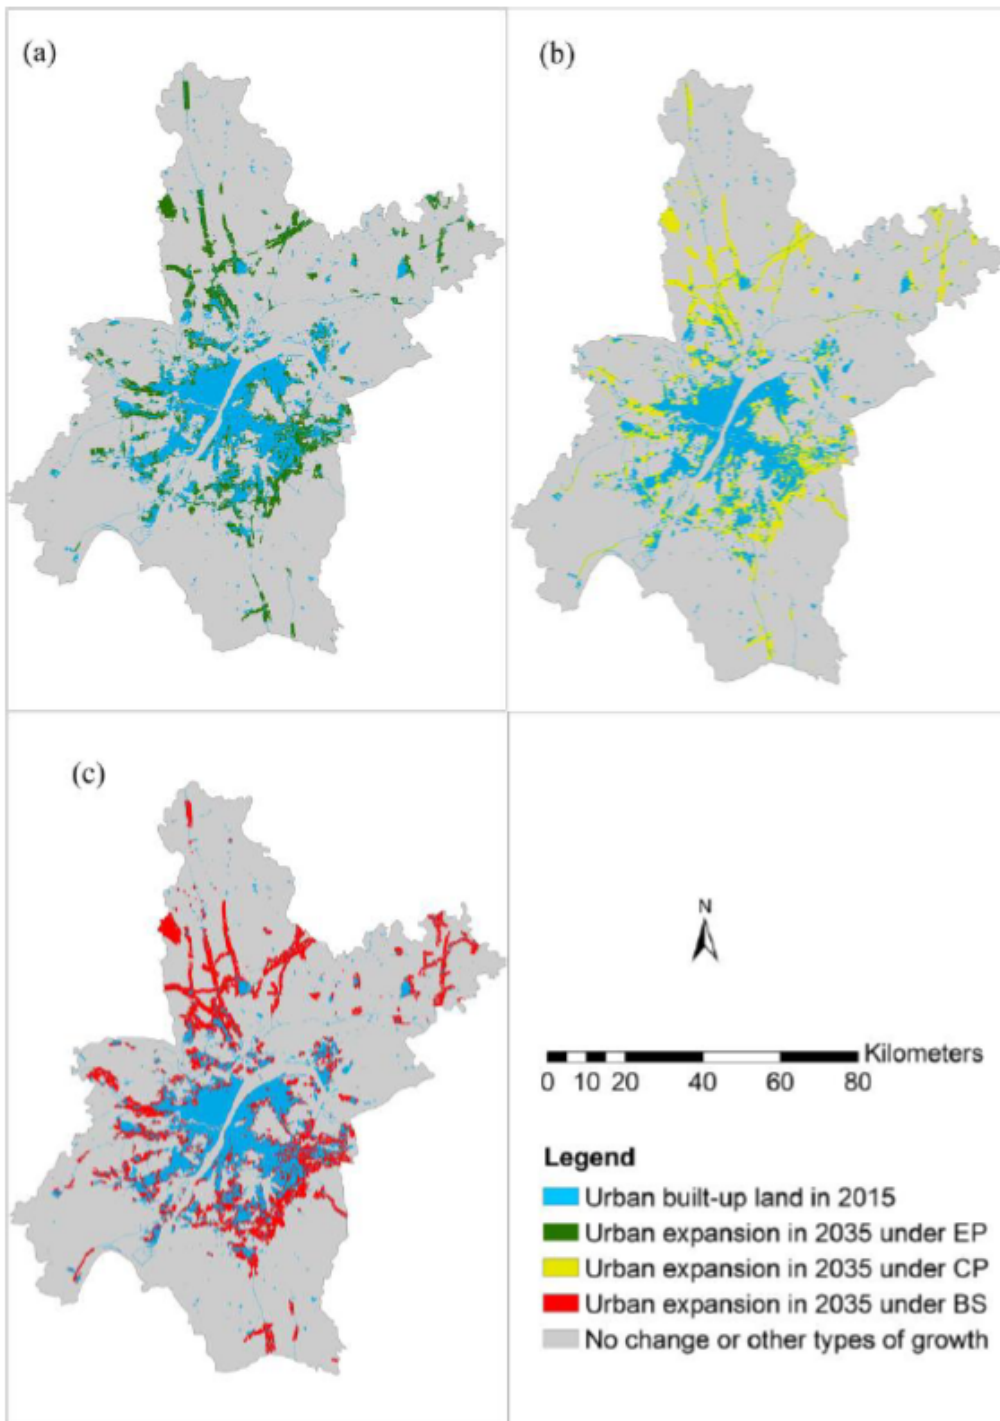 (a)
(b)
(c)
N
Kilometers
0 10 20 40 60 80
Legend
Urban built-up land in 2015
Urban expansion in 2035 under EP
Urban expansion in 2035 under CP
Urban expansion in 2035 under BS
No change or other types of growth